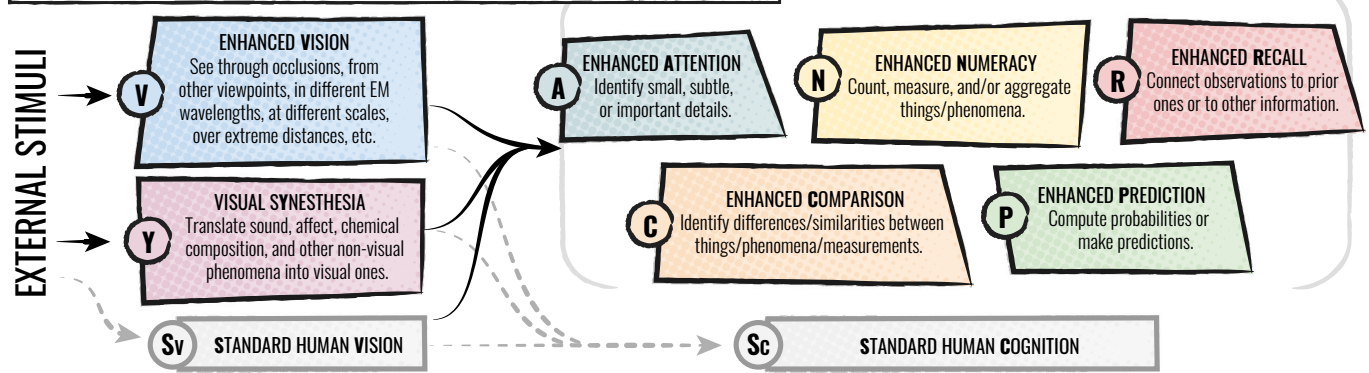 EXTERNAL STIMULI
V
ENHANCED VISION
See through occlusions, from
other viewpoints, in different EM
wavelengths, at different scales,
over extreme distances, etc.
Y
VISUAL SYNESTHESIA
Translate sound, affect, chemical
composition, and other non-visual
phenomena into visual ones.
SV
STANDARD HUMAN VISION
A
ENHANCED ATTENTION
Identify small, subtle,
or important details.
N
ENHANCED NUMERACY
Count, measure, and/or aggregate
things/phenomena.
R
ENHANCED RECALL
Connect observations to prior
ones or to other information.
C
ENHANCED COMPARISON
Identify differences/similarities between
things/phenomena/measurements.
P
ENHANCED PREDICTION
Compute probabilities or
make predictions.
SC
STANDARD HUMAN COGNITION